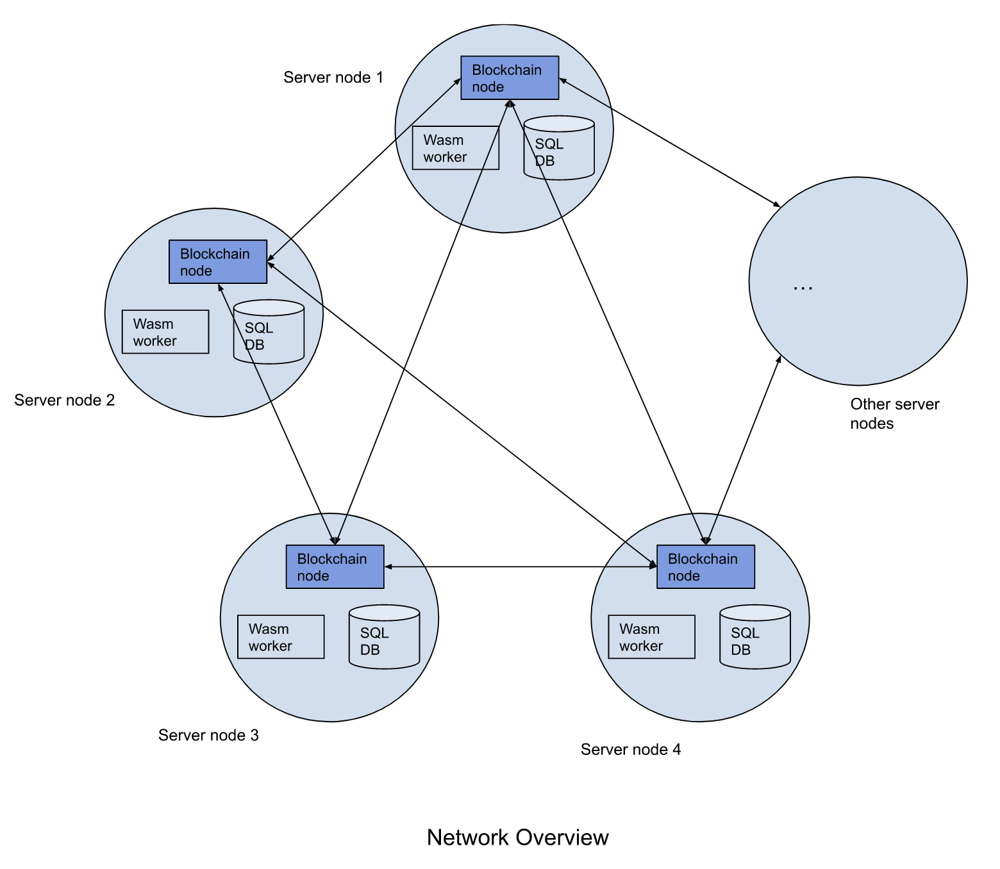 Server node 1
Blockchain
node
Wasm
worker
SQL
DB
Server node 2
Blockchain
node
Wasm
worker
SQL
DB
...
Other server
nodes
Server node 3
Blockchain
node
Wasm
worker
SQL
DB
Server node 4
Blockchain
node
Wasm
worker
SQL
DB
Network Overview